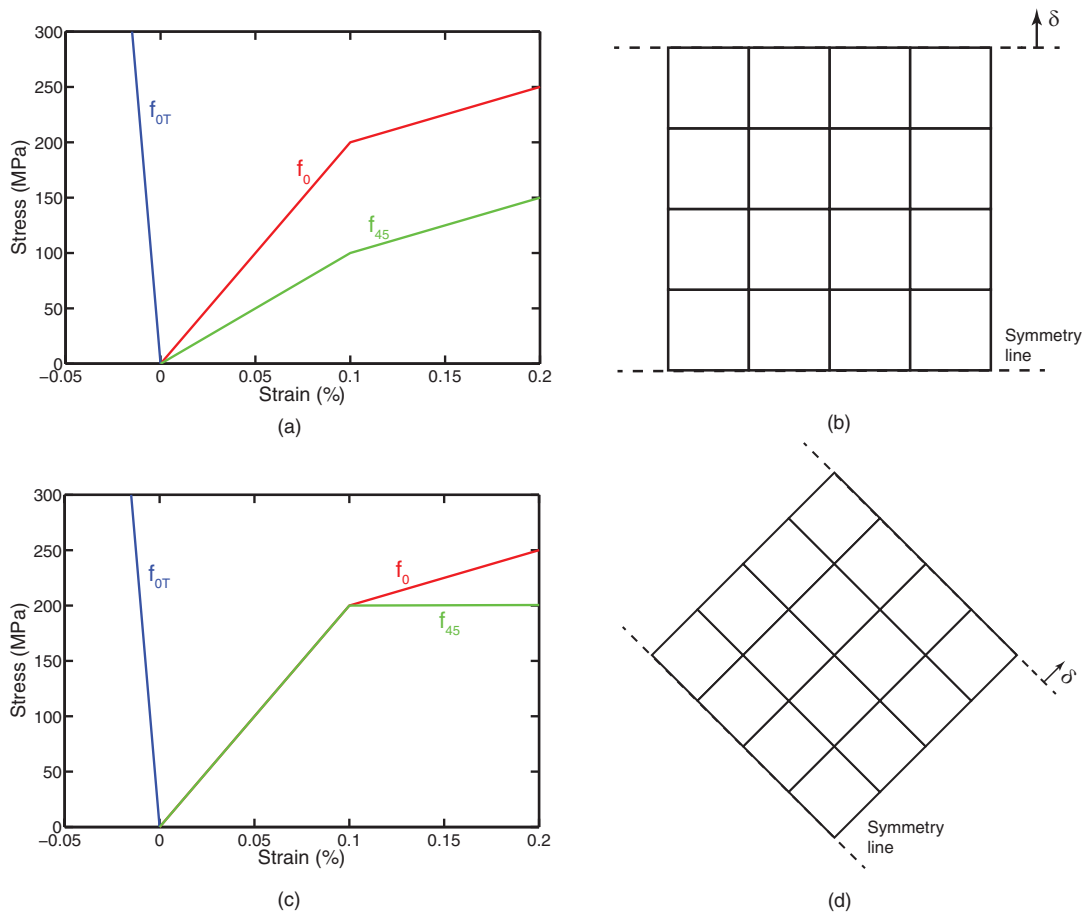 300
250
200
150
100
50
0
Stress (MPa)
f0T
f0
f45
−0.05
0
0.05
0.1
0.15
0.2
Strain (%)
(a)
δ
Symmetry
line
(b)
300
250
200
150
100
50
0
Stress (MPa)
f0T
f0
f45
−0.05
0
0.05
0.1
0.15
0.2
Strain (%)
(c)
δ
Symmetry
line
(d)